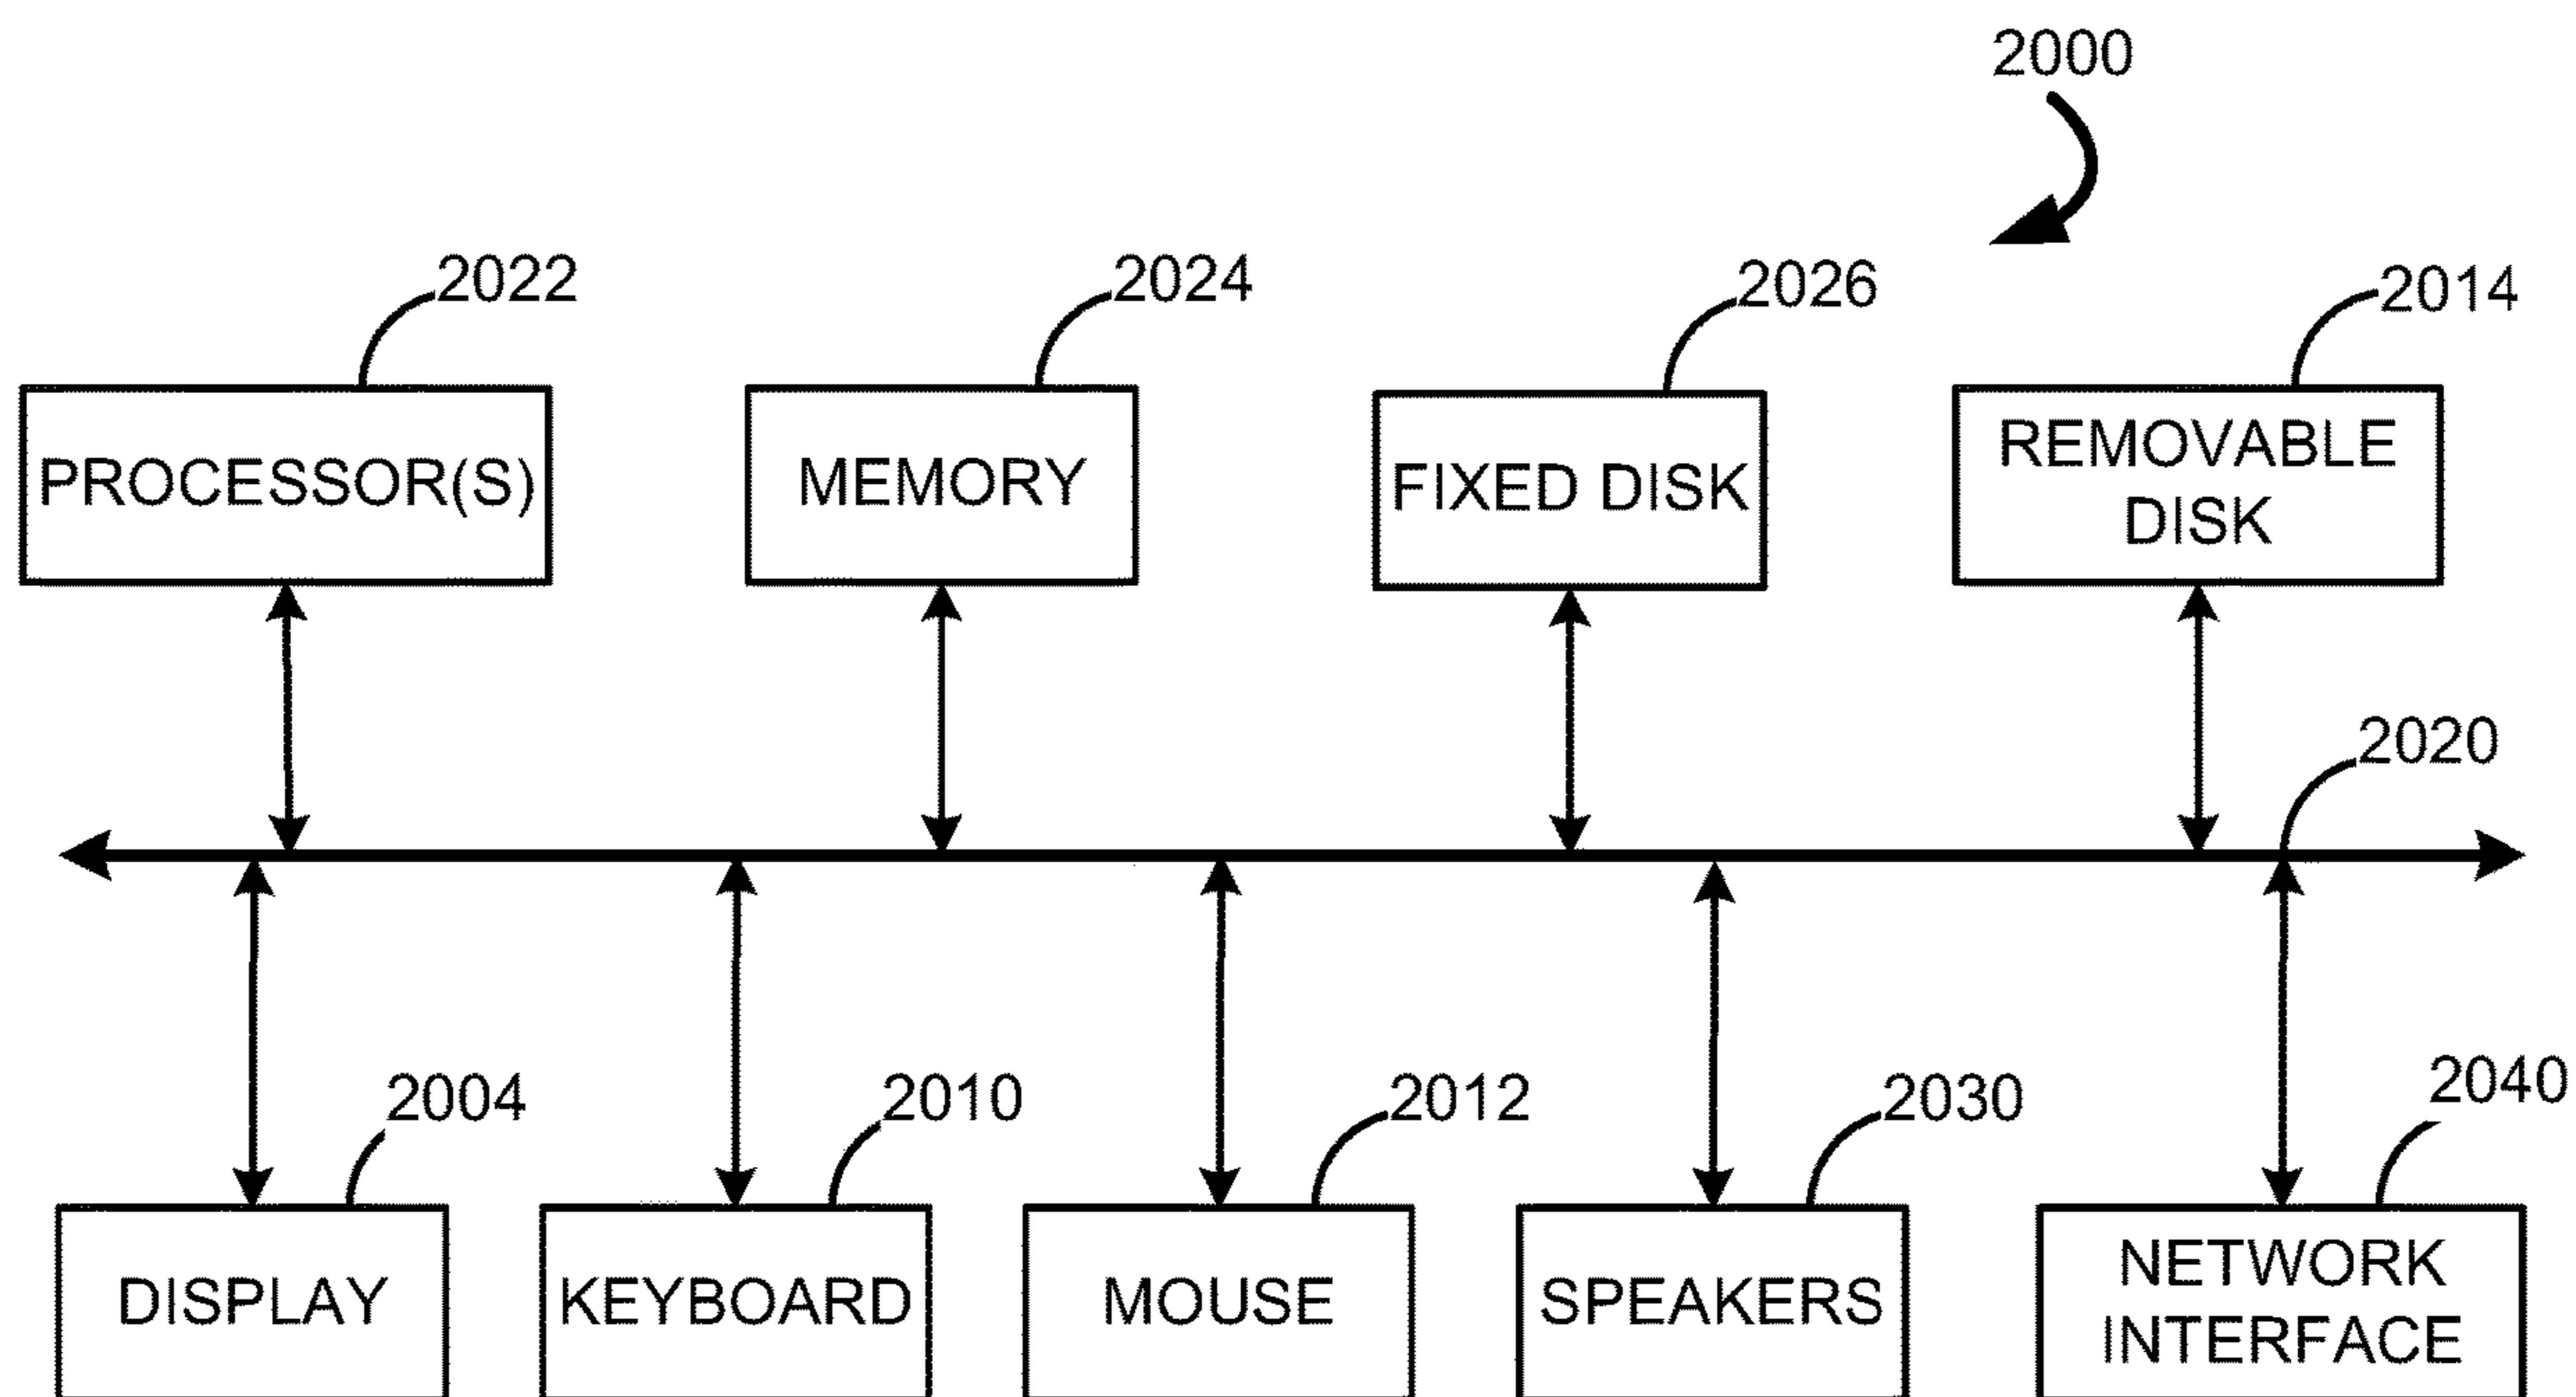 2000
2022
2024
2026
2014
PROCESSOR(S)
MEMORY
FIXED DISK
REMOVABLE
DISK
2020
2004
2010
2012
2030
2040
DISPLAY
KEYBOARD
MOUSE
SPEAKERS
NETWORK
INTERFACE